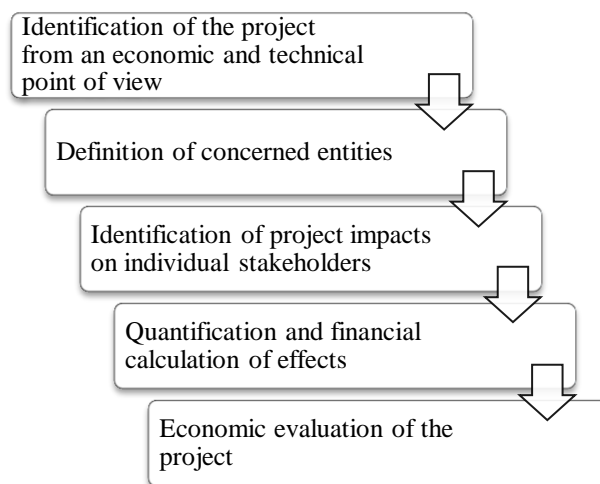 Identification of the project
from an economic and technical
point of view
Definition of concerned entities
Identification of project impacts
on individual stakeholders
Quantification and financial
calculation of effects
Economic evaluation of the
project